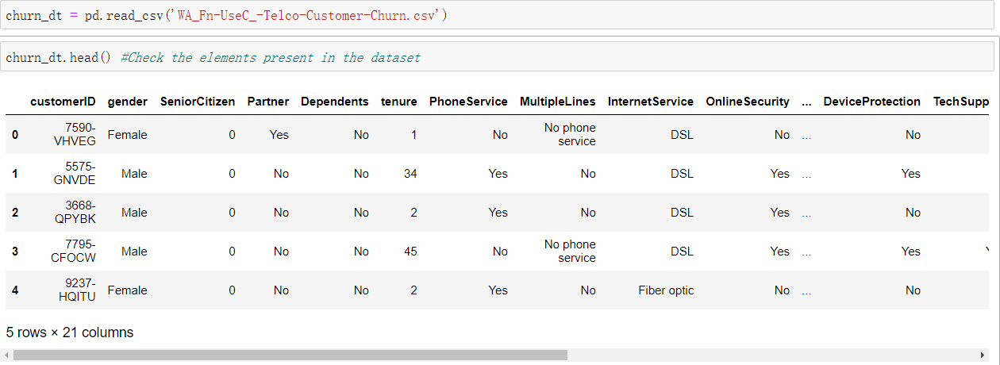 churn_dt = pd.read_csv('WA_Fn-UseC_-Telco-Customer-Churn.csv')
churn_dt.head() #Check the elements present in the dataset
customerID gender SeniorCitizen Partner Dependents tenure PhoneService MultipleLines InternetService OnlineSecurity ... DeviceProtection TechSupp
0 7590-VHVEG Female 0 Yes No 1 No No phone service DSL No ... No
1 5575-GNVDE Male 0 No No 34 Yes No DSL Yes ... Yes
2 3668-QPYBK Male 0 No No 2 Yes No DSL Yes ... No
3 7795-CFOCW Male 0 No No 45 No No phone service DSL Yes ... Yes
4 9237-HQITU Female 0 No No 2 Yes No Fiber optic No ... No
5 rows × 21 columns